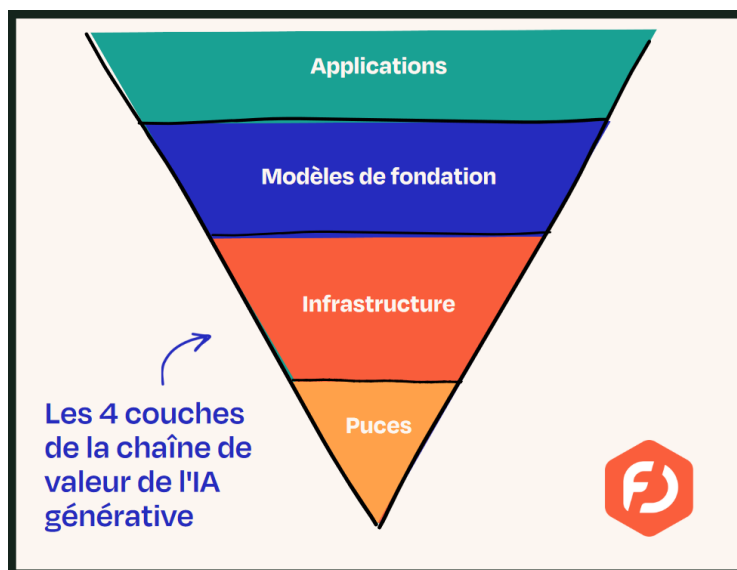 Applications
Modèles de fondation
Infrastructure
Puces
Les 4 couches
de la chaîne de
valeur de l'IA
générative